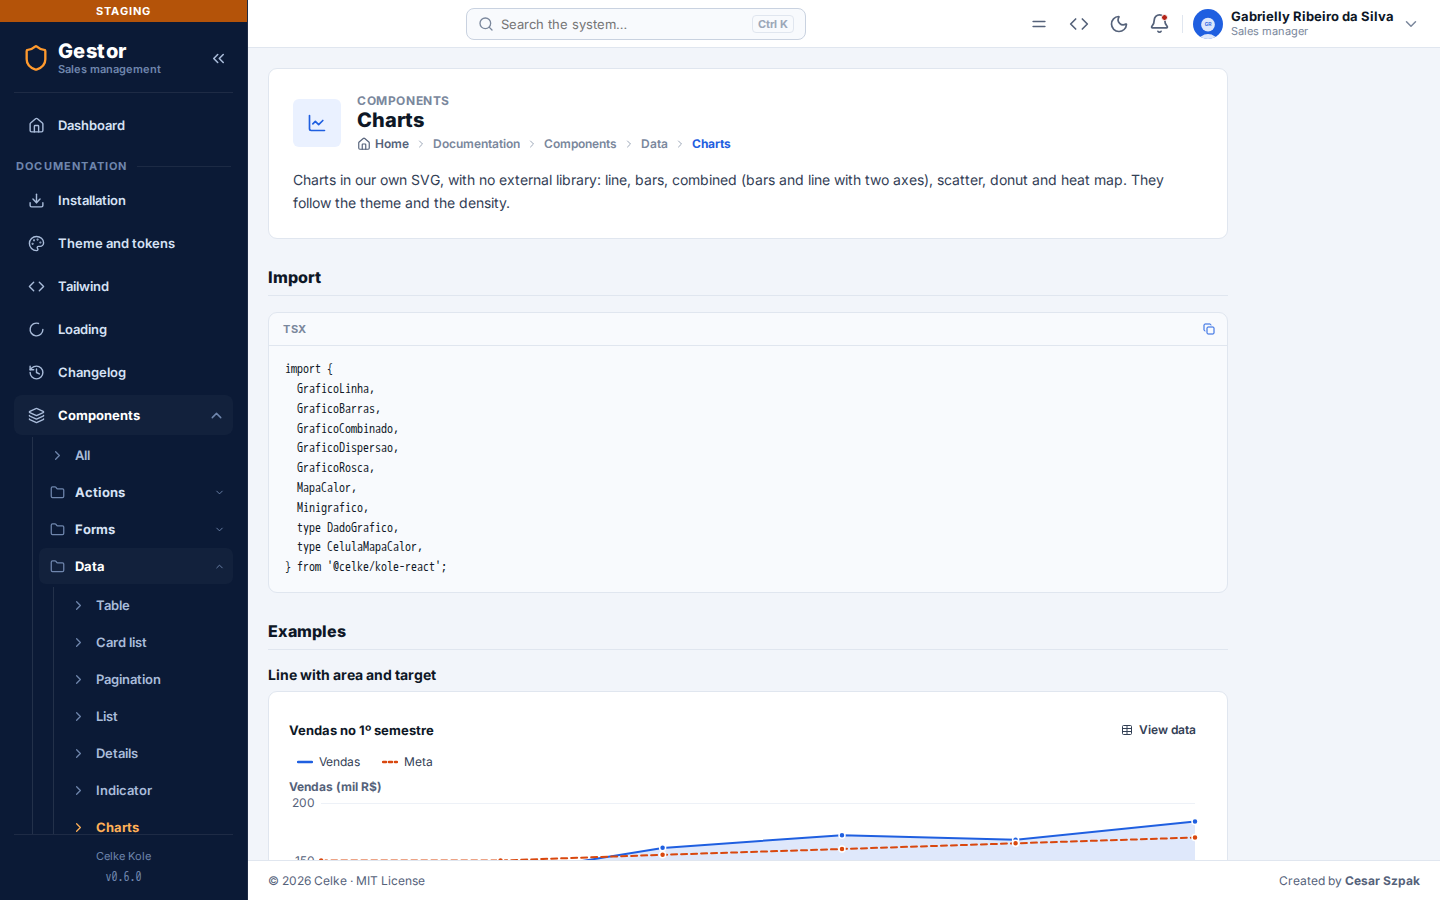 STAGING
Gestor
Sales management
Dashboard
DOCUMENTATION
Installation
Theme and tokens
Tailwind
Loading
Changelog
Components
All
Actions
Forms
Data
Table
Card list
Pagination
List
Details
Indicator
Charts
Celke Kole
v0.6.0
Search the system...
Ctrl K
GR
Gabrielly Ribeiro da Silva
Sales manager
COMPONENTS
Charts
Home
Documentation
Components
Data
Charts
Charts in our own SVG, with no external library: line, bars, combined (bars and line with two axes), scatter, donut and heat map. They
follow the theme and the density.
Import
TSX
import {
GraficoLinha,
GraficoBarras,
GraficoCombinado,
GraficoDispersao,
GraficoRosca,
MapaCalor,
Minigrafico,
type DadoGrafico,
type CelulaMapaCalor,
} from '@celke/kole-react';
Examples
Line with area and target
Vendas no 1º semestre
View data
Vendas
Meta
Vendas (mil R$)
200
150
© 2026 Celke · MIT License
Created by Cesar Szpak